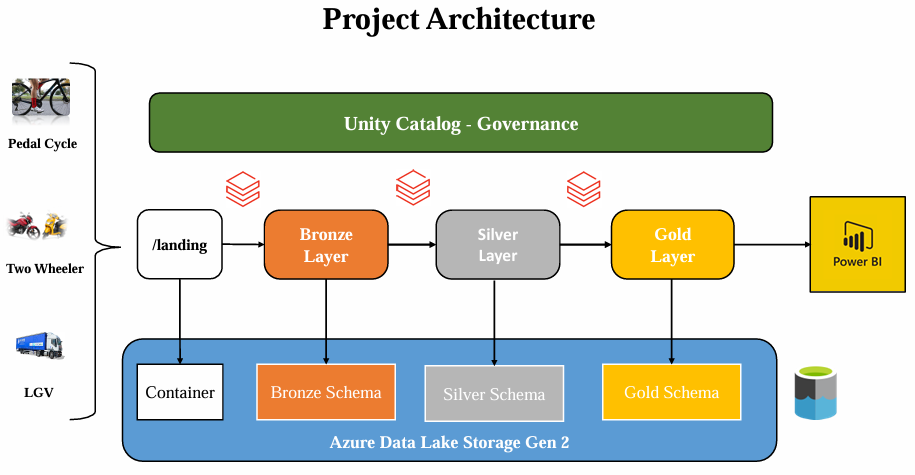 Project Architecture
Pedal Cycle
Two Wheeler
LGV
Unity Catalog - Governance
/landing
Bronze
Layer
Silver
Layer
Gold
Layer
Power BI
Container
Bronze Schema
Silver Schema
Gold Schema
Azure Data Lake Storage Gen 2